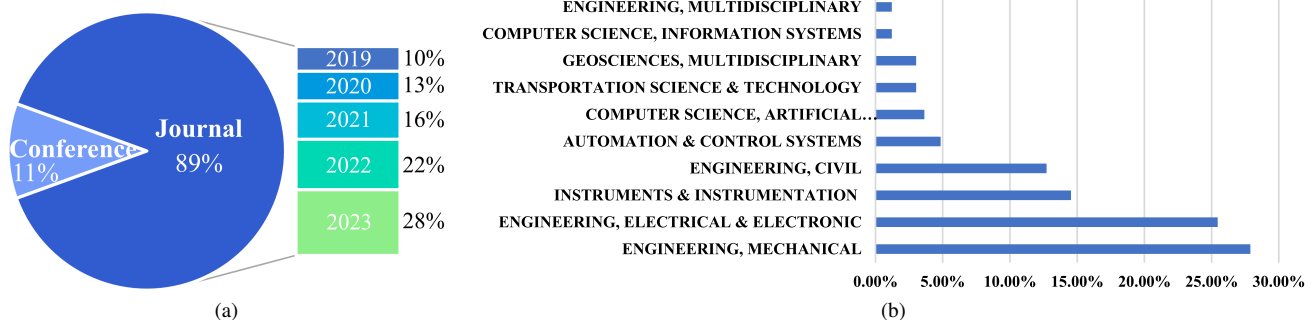 Journal
89%
Conference
11%
2019 10%
2020 13%
2021 16%
2022 22%
2023 28%
(a)
ENGINEERING, MULTIDISCIPLINARY
COMPUTER SCIENCE, INFORMATION SYSTEMS
GEOSCIENCES, MULTIDISCIPLINARY
TRANSPORTATION SCIENCE & TECHNOLOGY
COMPUTER SCIENCE, ARTIFICIAL…
AUTOMATION & CONTROL SYSTEMS
ENGINEERING, CIVIL
INSTRUMENTS & INSTRUMENTATION
ENGINEERING, ELECTRICAL & ELECTRONIC
ENGINEERING, MECHANICAL
0.00% 5.00% 10.00% 15.00% 20.00% 25.00% 30.00%
(b)